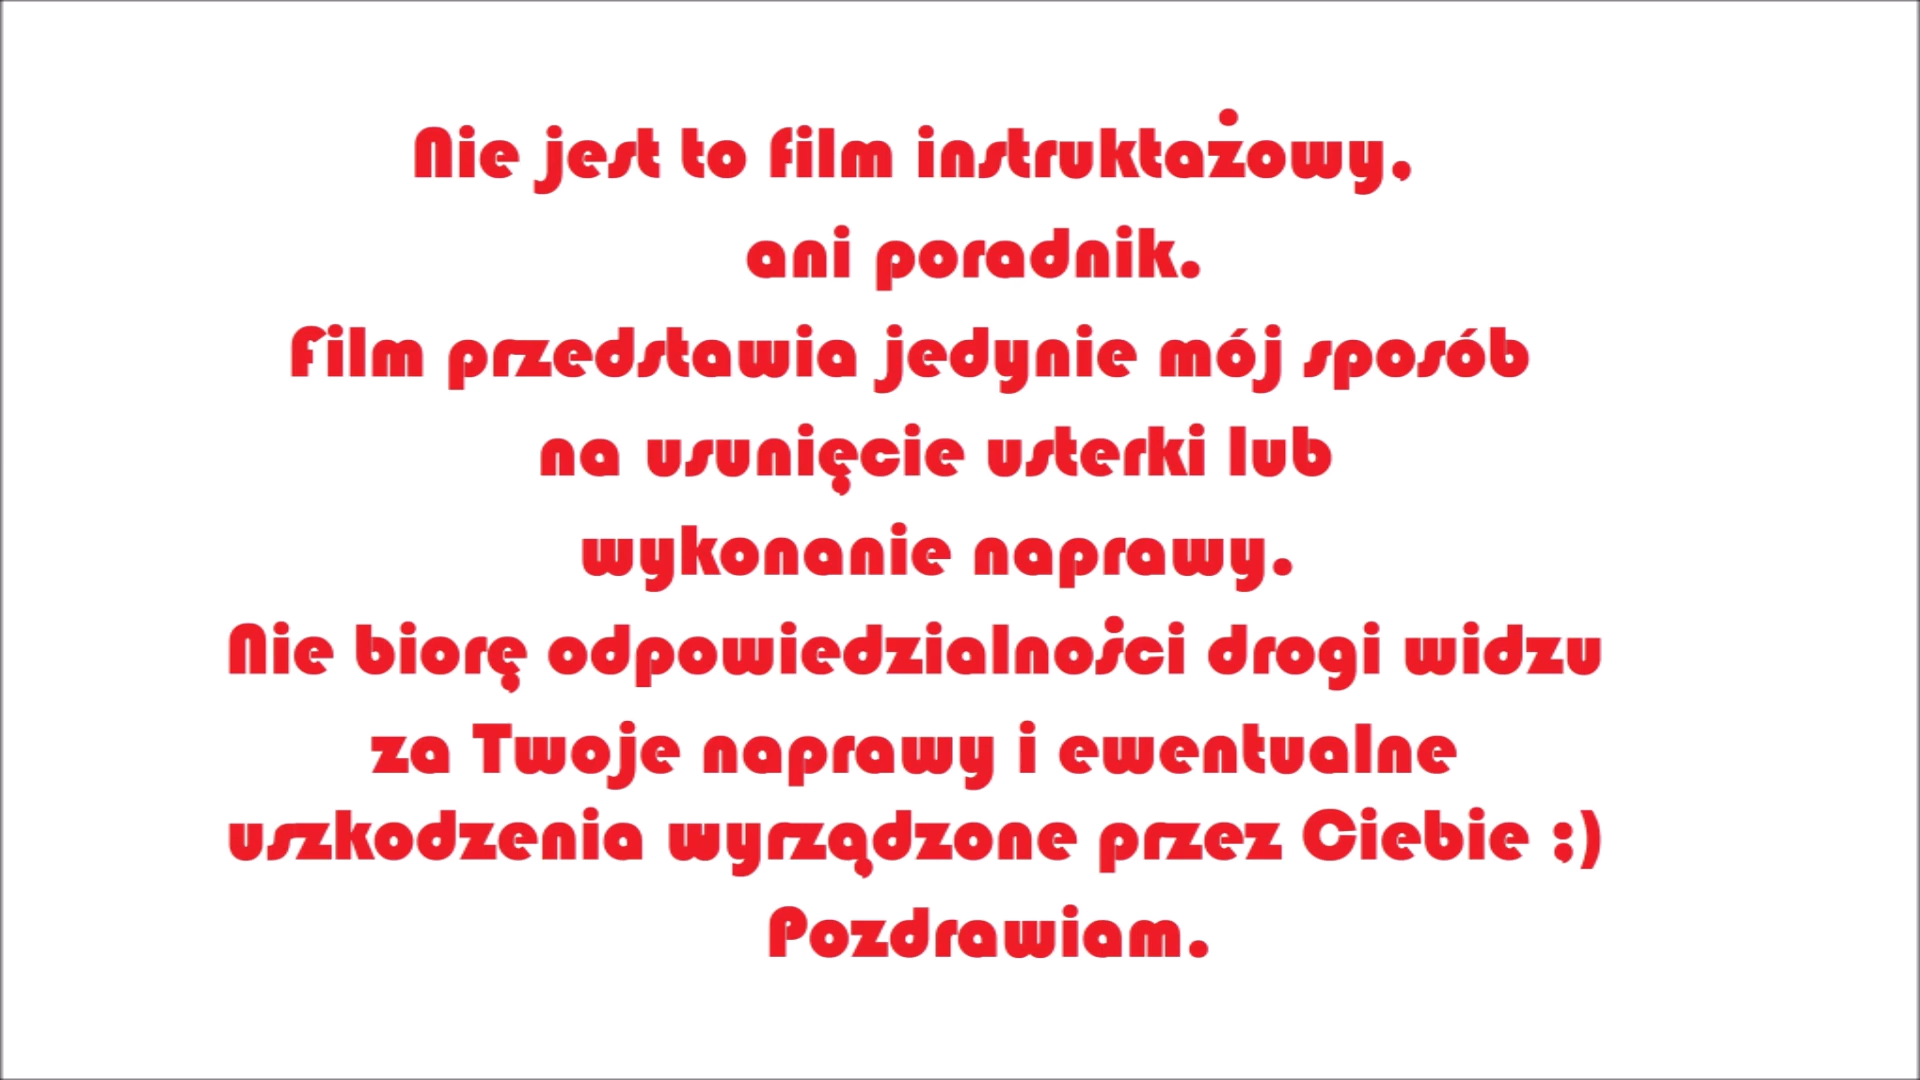 Nie jest to film instruktażowy,
ani poradnik.
Film przedstawia jedynie mój sposób
na usunięcie usterki lub
wykonanie naprawy.
Nie biorę odpowiedzialności drogi widzu
za Twoje naprawy i ewentualne
uszkodzenia wyrządzone przez Ciebie ;)
Pozdrawiam.